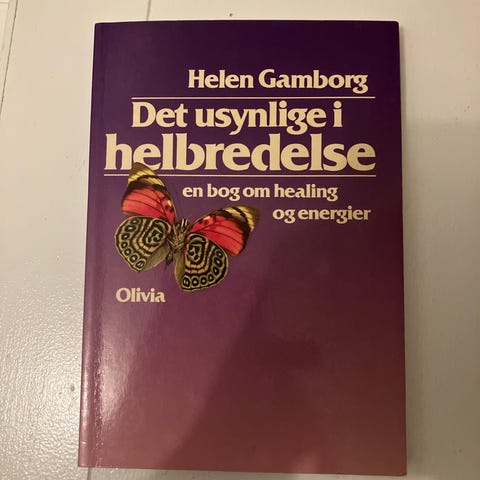 Helen Gamborg
Det usynlige i
helbredelse
en bog om healing
og energier
Olivia